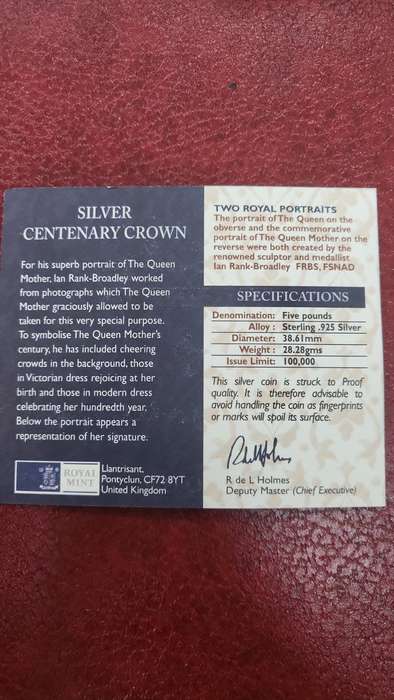 SILVER
CENTENARY CROWN
For his superb portrait of The Queen
Mother, Ian Rank-Broadley worked
from photographs which The Queen
Mother graciously allowed to be
taken for this very special purpose.
To symbolise The Queen Mother's
century, he has included cheering
crowds in the background, those
in Victorian dress rejoicing at her
birth and those in modern dress
celebrating her hundredth year.
Below the portrait appears a
representation of her signature.
ROYAL
MINT
Llantrisant,
Pontyclun, CF72 8YT
United Kingdom
TWO ROYAL PORTRAITS
The portrait of The Queen on the
obverse and the commemorative
portrait of The Queen Mother on the
reverse were both created by the
renowned sculptor and medallist
Ian Rank-Broadley FRBS, FSNAD
SPECIFICATIONS
Denomination: Five pounds
Alloy: Sterling .925 Silver
Diameter: 38.61mm
Weight: 28.28gms
Issue Limit: 100,000
This silver coin is struck to Proof
quality. It is therefore advisable to
avoid handling the coin as fingerprints
or marks will spoil its surface.
R de L Holmes
Deputy Master (Chief Executive)